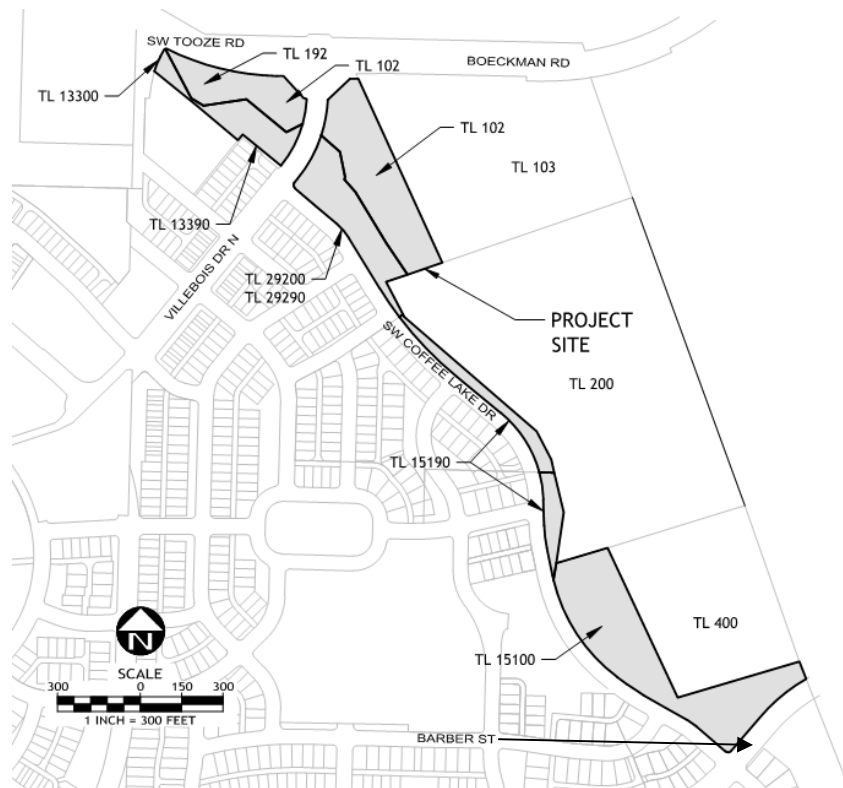 SW TOOZE RD
TL 192
TL 102
BOECKMAN RD
TL 13300
TL 102
TL 103
TL 13390
VILLEBOIS DR N
TL 29200
TL 29290
PROJECT
SITE
SW COFFEE LAKE DR
TL 200
TL 15190
N
TL 400
TL 15100
SCALE
300 0 150 300
1 INCH = 300 FEET
BARBER ST